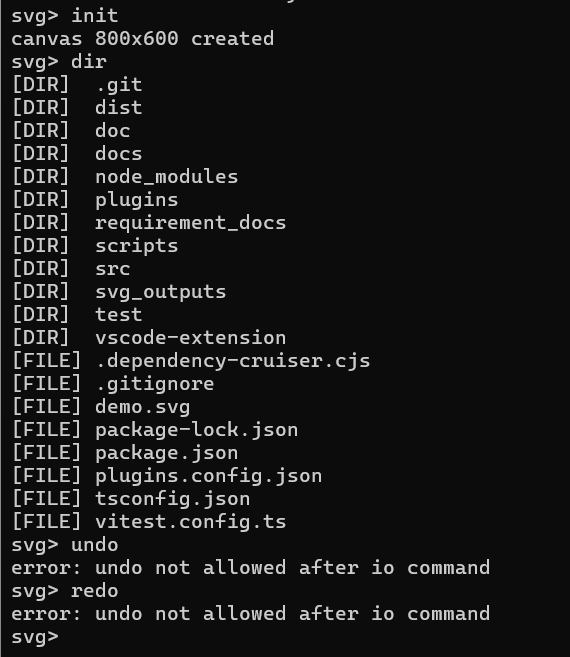 svg> init
canvas 800x600 created
svg> dir
[DIR]  .git
[DIR]  dist
[DIR]  doc
[DIR]  docs
[DIR]  node_modules
[DIR]  plugins
[DIR]  requirement_docs
[DIR]  scripts
[DIR]  src
[DIR]  svg_outputs
[DIR]  test
[DIR]  vscode-extension
[FILE] .dependency-cruiser.cjs
[FILE] .gitignore
[FILE] demo.svg
[FILE] package-lock.json
[FILE] package.json
[FILE] plugins.config.json
[FILE] tsconfig.json
[FILE] vitest.config.ts
svg> undo
error: undo not allowed after io command
svg> redo
error: undo not allowed after io command
svg>